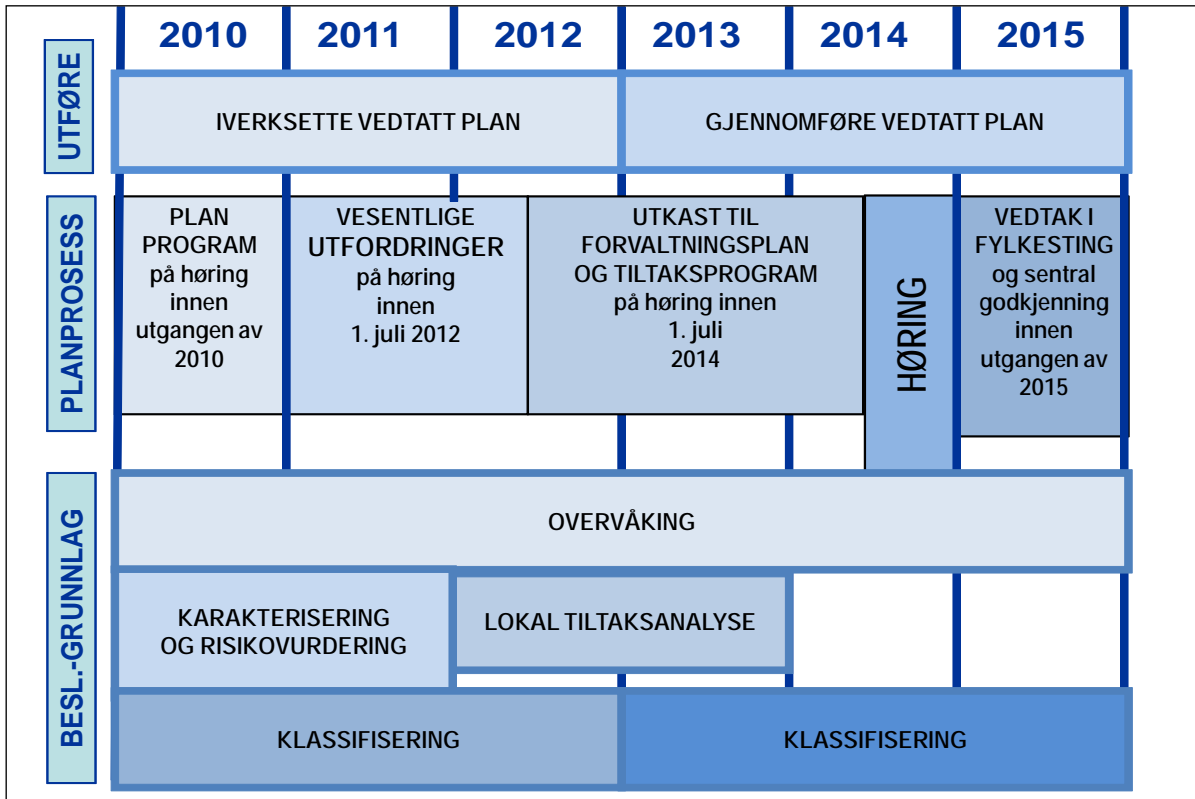 2010 2011 2012 2013 2014 2015
UTFØRE
IVERKSETTE VEDTATT PLAN
GJENNOMFØRE VEDTATT PLAN
PLANPROSESS
PLAN
PROGRAM
på høring
innen
utgangen av
2010
VESENTLIGE
UTFORDRINGER
på høring
innen
1. juli 2012
UTKAST TIL
FORVALTNINGSPLAN
OG TILTAKSPROGRAM
på høring innen
1. juli
2014
HØRING
VEDTAK I
FYLKESTING
og sentral
godkjenning
innen
utgangen av
2015
BESL.-GRUNNLAG
OVERVÅKING
KARAKTERISERING
OG RISIKOVURDERING
LOKAL TILTAKSANALYSE
KLASSIFISERING
KLASSIFISERING